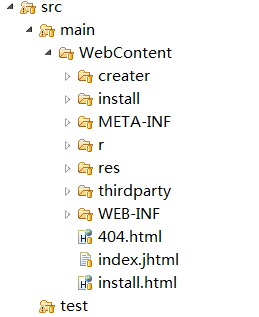 src
main
WebContent
creater
install
META-INF
r
res
thirdparty
WEB-INF
404.html
index.jhtml
install.html
test